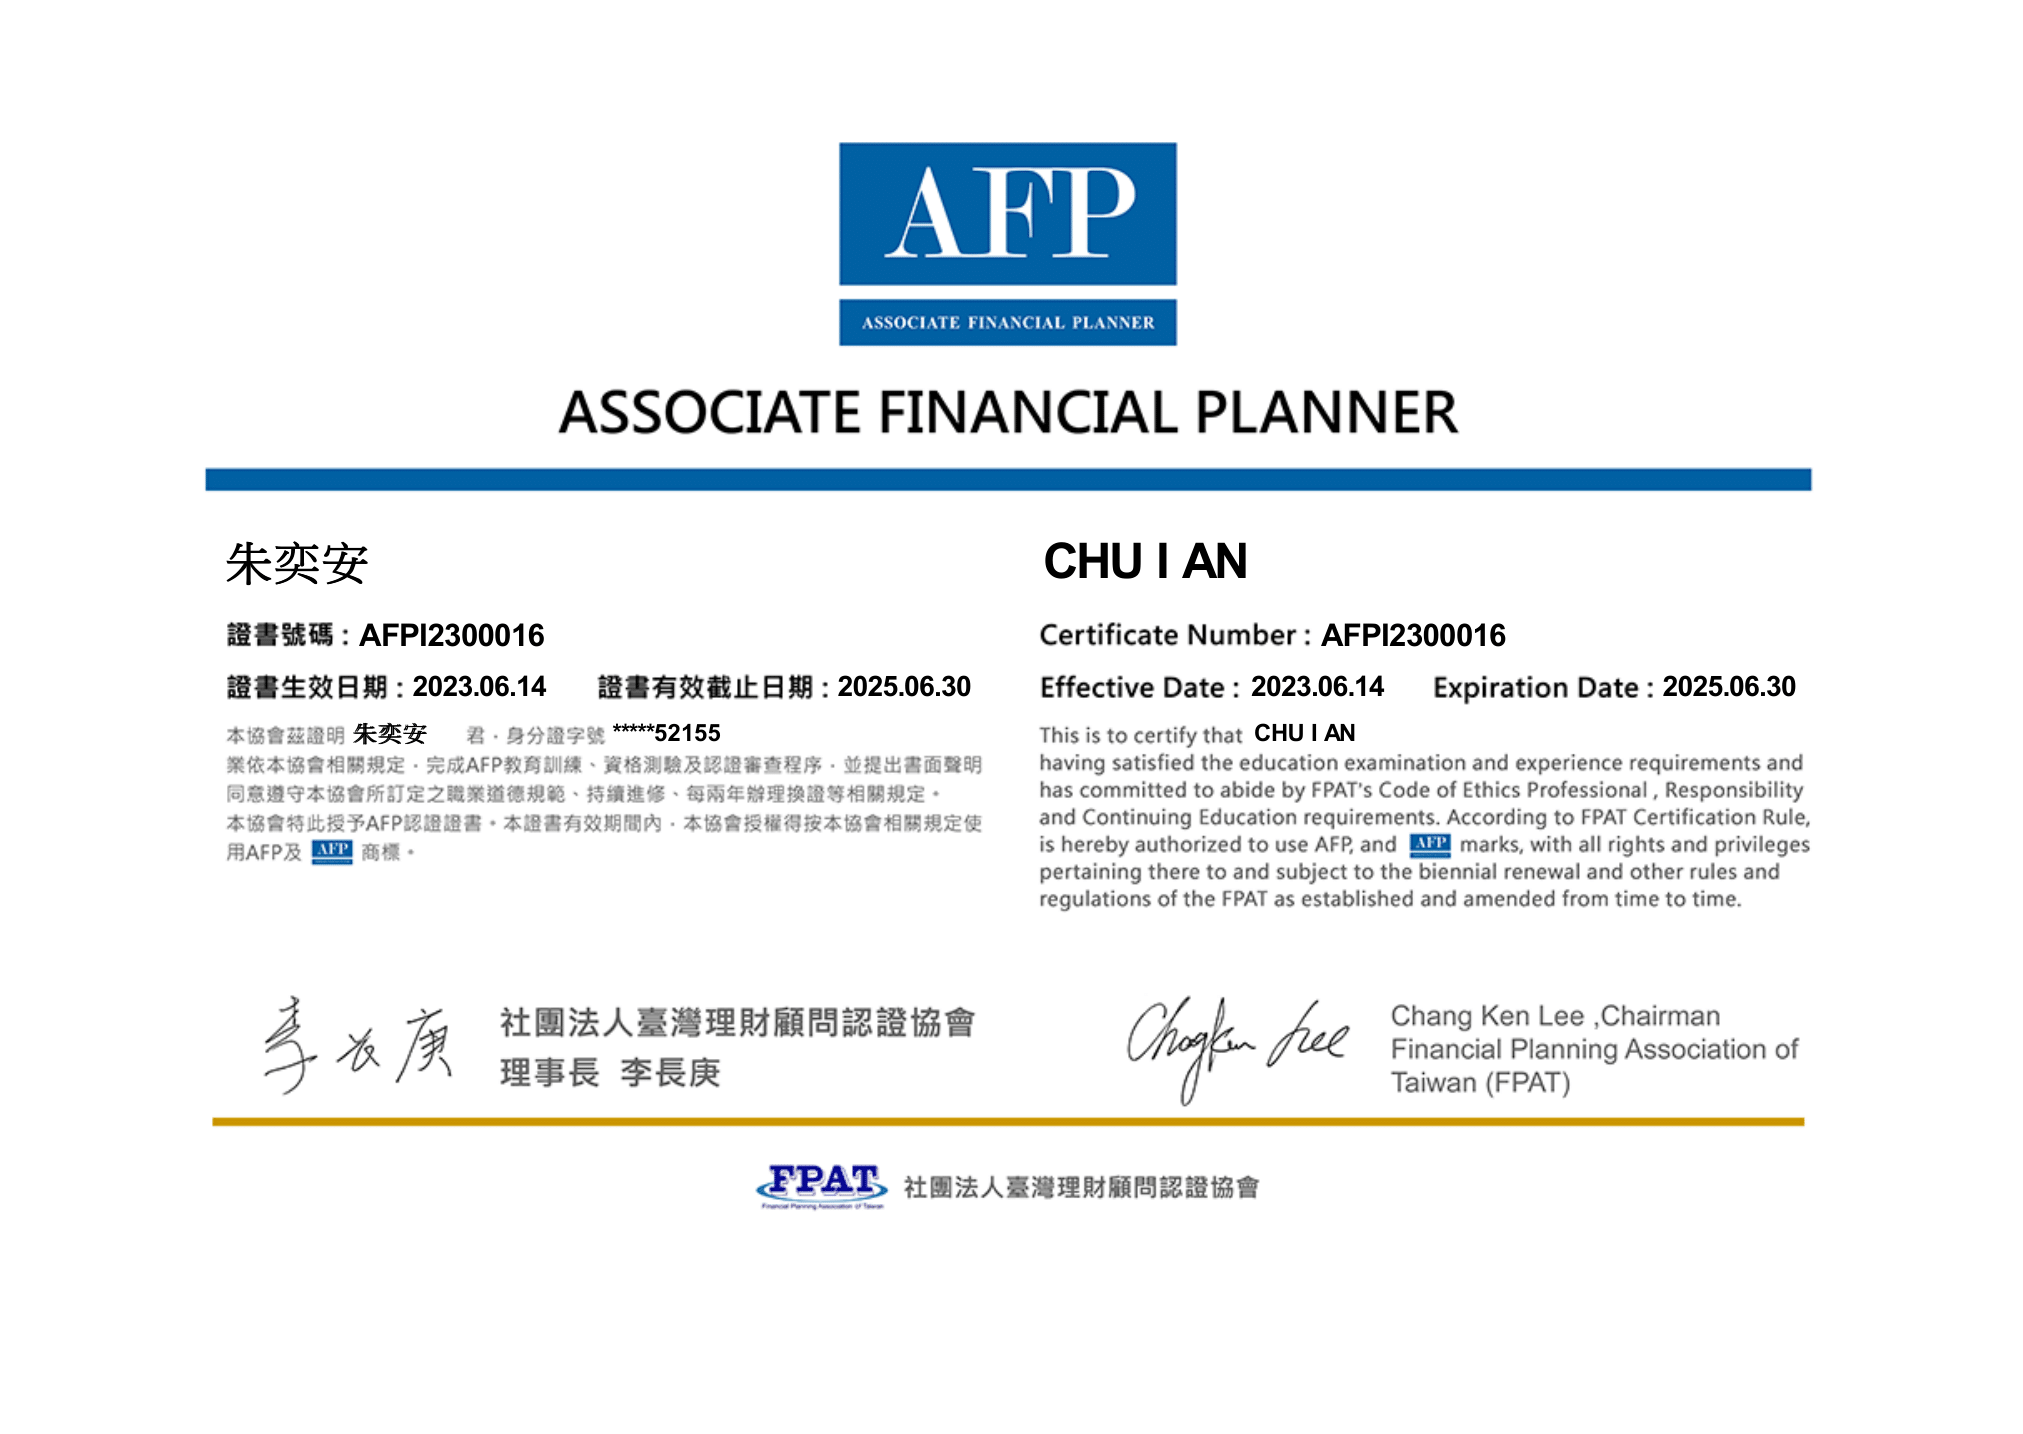 AFP
ASSOCIATE FINANCIAL PLANNER
ASSOCIATE FINANCIAL PLANNER
朱奕安
證書號碼：AFPI2300016
證書生效日期：2023.06.14 證書有效截止日期：2025.06.30
本協會茲證明 朱奕安 君，身分證字號 *****52155
業依本協會相關規定，完成AFP教育訓練、資格測驗及認證審查程序，並提出書面聲明
同意遵守本協會所訂定之職業道德規範、持續進修、每兩年辦理換證等相關規定。
本協會特此授予AFP認證證書。本證書有效期間內，本協會授權得按本協會相關規定使
用AFP及 AFP 商標。
CHU I AN
Certificate Number : AFPI2300016
Effective Date : 2023.06.14 Expiration Date : 2025.06.30
This is to certify that CHU I AN
having satisfied the education examination and experience requirements and
has committed to abide by FPAT's Code of Ethics Professional , Responsibility
and Continuing Education requirements. According to FPAT Certification Rule,
is hereby authorized to use AFP, and AFP marks, with all rights and privileges
pertaining there to and subject to the biennial renewal and other rules and
regulations of the FPAT as established and amended from time to time.
李長庚
社團法人臺灣理財顧問認證協會
理事長 李長庚
Changken Lee
Chang Ken Lee ,Chairman
Financial Planning Association of
Taiwan (FPAT)
FPAT
Financial Planning Association of Taiwan
社團法人臺灣理財顧問認證協會